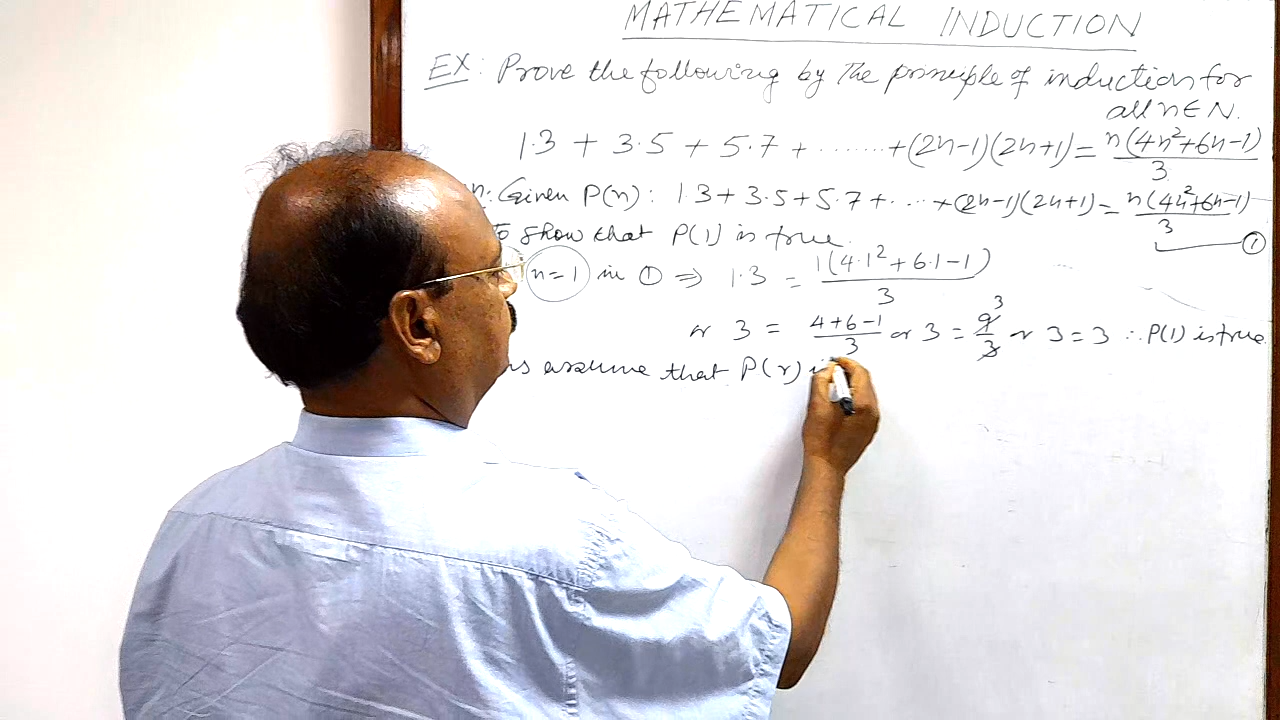 MATHEMATICAL INDUCTION
EX: Prove the following by the principle of induction for
all n ∈ N.
1·3 + 3·5 + 5·7 + ........ + (2n-1)(2n+1) = n(4n²+6n-1)/3
Given P(n): 1·3 + 3·5 + 5·7 + .... + (2n-1)(2n+1) = n(4n²+6n-1)/3 ①
To show that P(1) is true.
n=1 in ① ⇒ 1·3 = 1(4·1²+6·1-1)/3
or 3 = 4+6-1/3 or 3 = 9/3 3 or 3 = 3 ∴ P(1) is true.
assume that P(r)